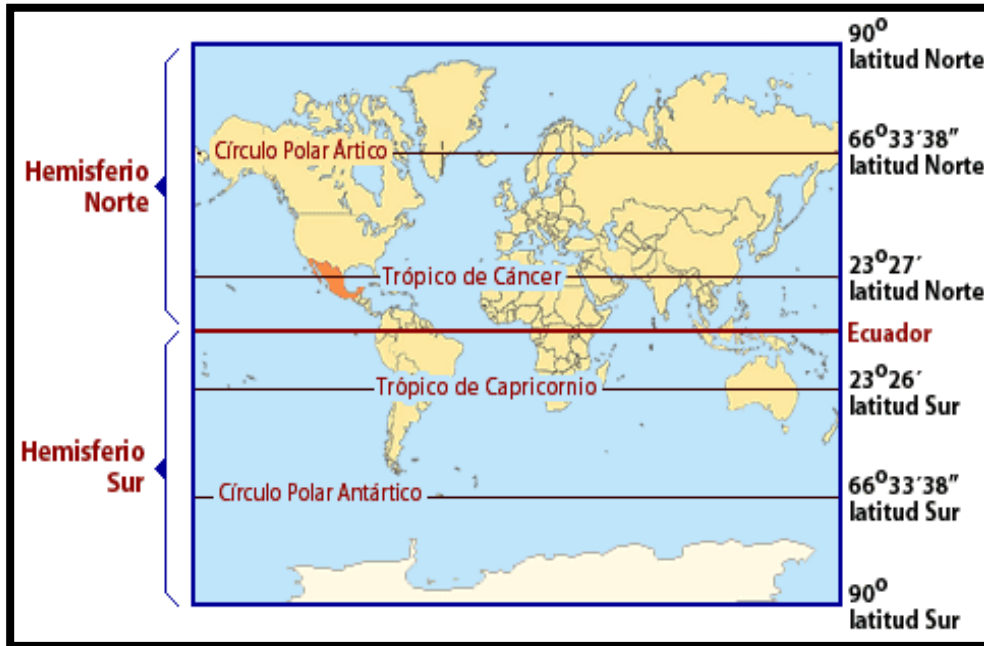 90º
latitud Norte
Círculo Polar Ártico
66º33´38”
latitud Norte
Hemisferio
Norte
Trópico de Cáncer
23º27´
latitud Norte
Ecuador
Trópico de Capricornio
23º26´
latitud Sur
Hemisferio
Sur
Círculo Polar Antártico
66º33´38”
latitud Sur
90º
latitud Sur